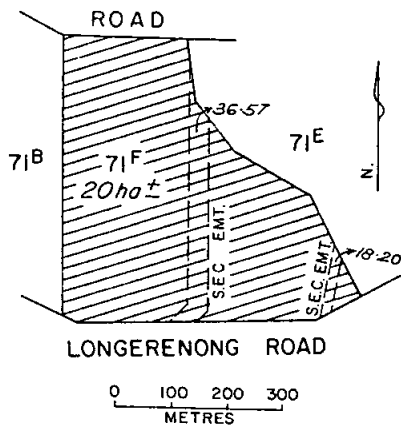 ROAD
36·57
71E
71B
71F
20ha ±
N.
S.E.C EMT.
S.E.C. EMT.
18·20
LONGERENONG ROAD
0 100 200 300
METRES